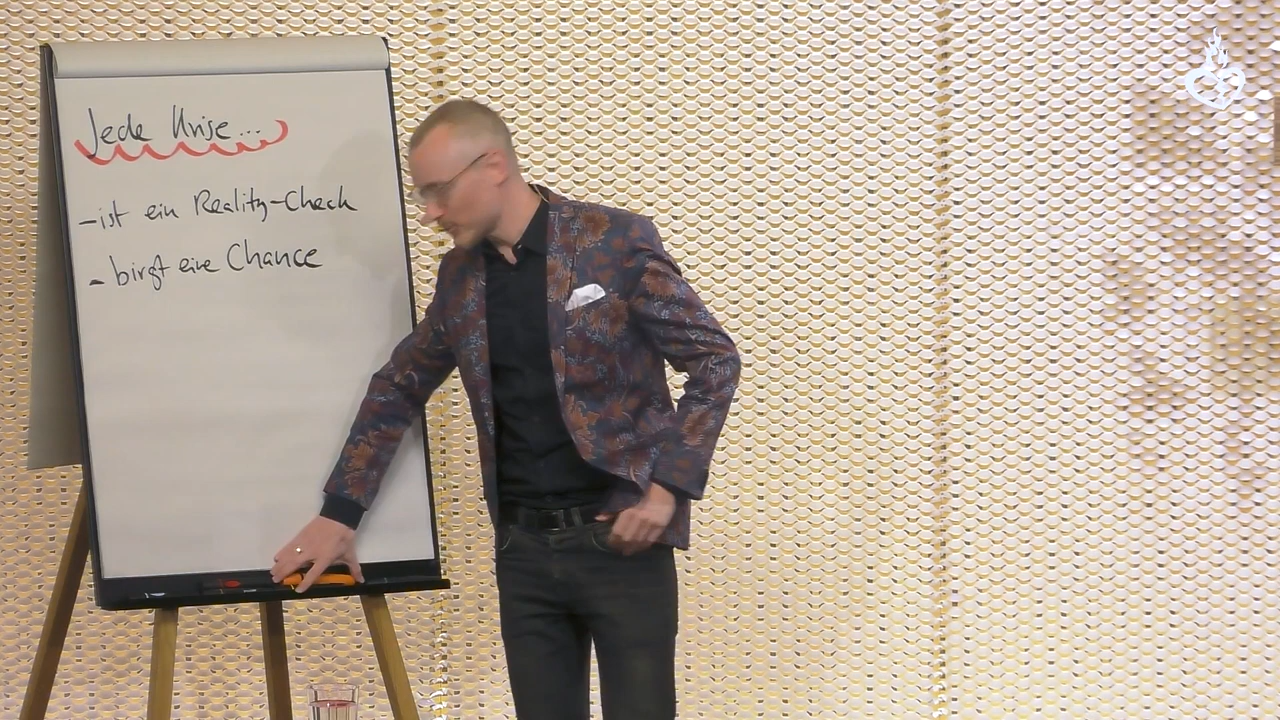 Jede Krise...
- ist ein Reality-Check
- birgt eine Chance